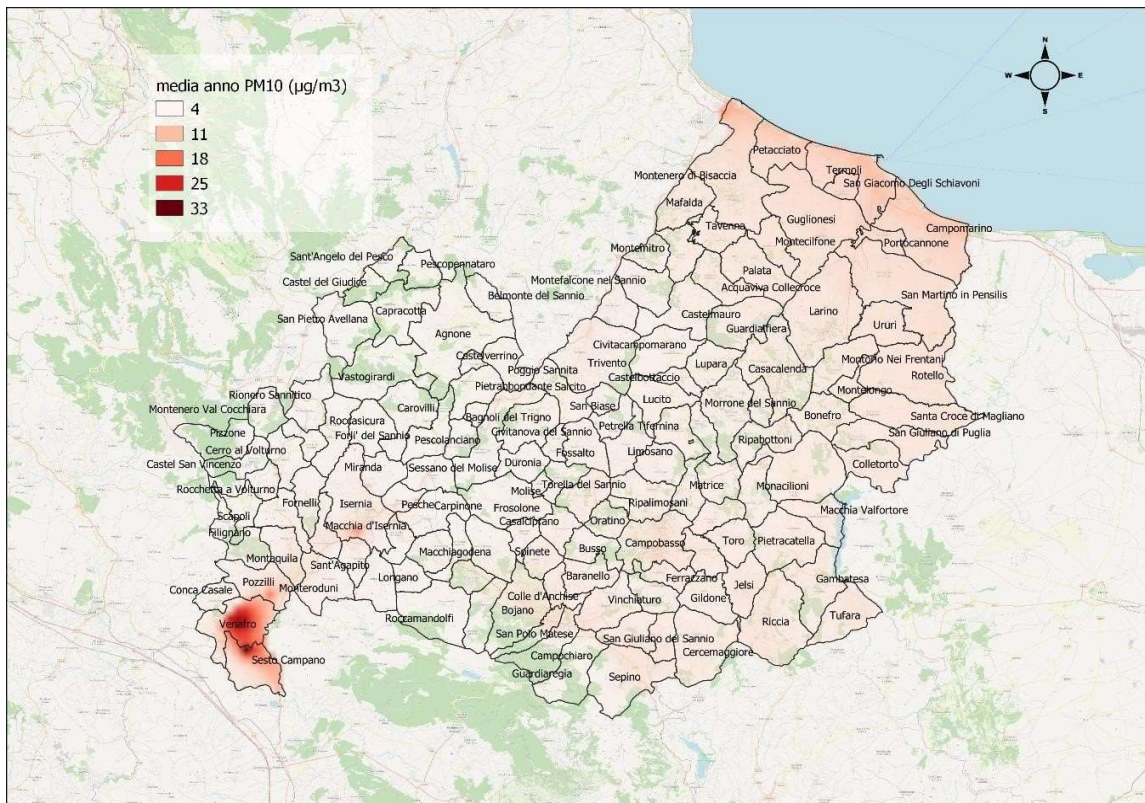 N
W
E
S
media anno PM10 (µg/m3)
4
11
18
25
33
Petacciato
Termoli
Montenero di Bisaccia
San Giacomo Degli Schiavoni
Mafalda
Guglionesi
Tavenna
Campomarino
Montecilfone
Portocannone
Montemitro
Sant'Angelo del Pesco
Pescopennataro
Palata
Castel del Giudice
Montefalcone nel Sannio
Acquaviva Collecroce
Belmonte del Sannio
San Martino in Pensilis
Capracotta
Larino
San Pietro Avellana
Castelmauro
Ururi
Agnone
Guardialfiera
Civitacampomarano
Castelverrino
Montorio Nei Frentani
Trivento
Lupara
Poggio Sannita
Casacalenda
Rotello
Vastogirardi
Castelbottaccio
Pietrabbondante
Salcito
Montelongo
Rionero Sannitico
Lucito
Morrone del Sannio
Carovilli
San Biase
Montenero Val Cocchiara
Bonefro
Santa Croce di Magliano
Roccasicura
Bagnoli del Trigno
Petrella Tifernina
Pizzone
Forli' del Sannio
Civitanova del Sannio
San Giuliano di Puglia
Pescolanciano
Ripabottoni
Cerro al Volturno
Fossalto
Limosano
Castel San Vincenzo
Miranda
Sessano del Molise
Duronia
Colletorto
Rocchetta a Volturno
Torella del Sannio
Matrice
Monacilioni
Fornelli
Isernia
Pesche
Carpinone
Molise
Frosolone
Ripalimosani
Macchia Valfortore
Scapoli
Casalciprano
Oratino
Filignano
Macchia d'Isernia
Campobasso
Toro
Pietracatella
Montaquila
Macchiagodena
Spinete
Busso
Sant'Agapito
Pozzilli
Longano
Baranello
Ferrazzano
Jelsi
Gambatesa
Conca Casale
Monteroduni
Colle d'Anchise
Vinchiaturo
Gildone
Bojano
Roccamandolfi
Tufara
Venafro
Riccia
San Polo Matese
San Giuliano del Sannio
Sesto Campano
Campochiaro
Cercemaggiore
Guardiaregia
Sepino